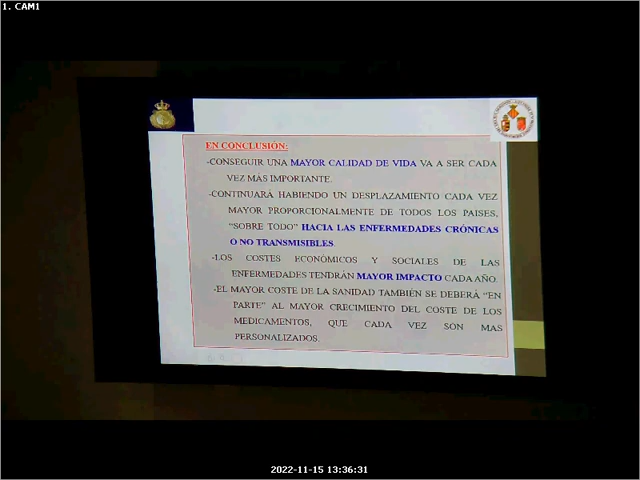 1. CAM1
EN CONCLUSIÓN:
-CONSEGUIR UNA MAYOR CALIDAD DE VIDA VA A SER CADA
VEZ MÁS IMPORTANTE.
-CONTINUARÁ HABIENDO UN DESPLAZAMIENTO CADA VEZ
MAYOR PROPORCIONALMENTE DE TODOS LOS PAISES,
“SOBRE TODO” HACIA LAS ENFERMEDADES CRÓNICAS
O NO TRANSMISIBLES.
-LOS COSTES ECONÓMICOS Y SOCIALES DE LAS
ENFERMEDADES TENDRÁN MAYOR IMPACTO CADA AÑO.
-EL MAYOR COSTE DE LA SANIDAD TAMBIÉN SE DEBERÁ “EN
PARTE” AL MAYOR CRECIMIENTO DEL COSTE DE LOS
MEDICAMENTOS, QUE CADA VEZ SON MAS
PERSONALIZADOS.
2022-11-15 13:36:31